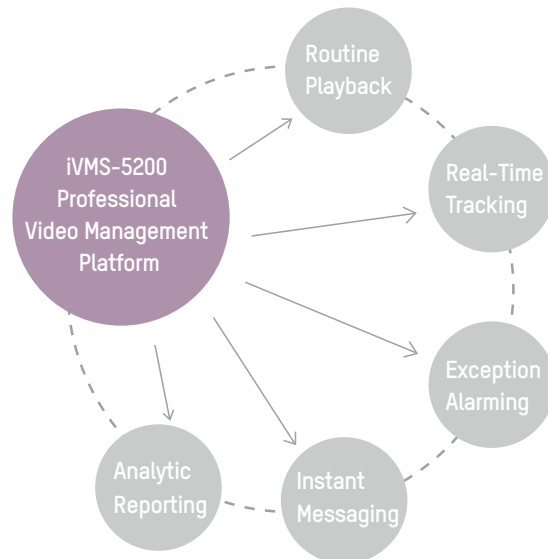 iVMS-5200
Professional
Video Management
Platform
Routine
Playback
Real-Time
Tracking
Exception
Alarming
Instant
Messaging
Analytic
Reporting